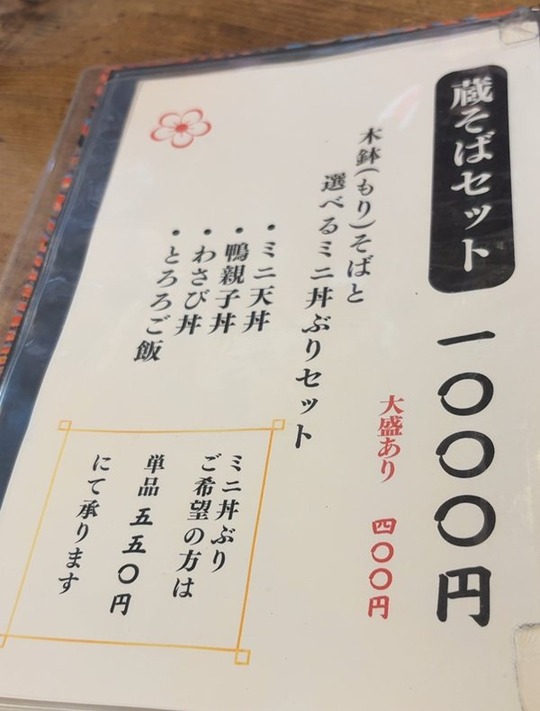 蔵そばセット 一〇〇〇円
大盛あり 四〇〇円
木鉢(もり)そばと
選べるミニ丼ぶりセット
・ミニ天丼
・鴨親子丼
・わさび丼
・とろろご飯
ミニ丼ぶり
ご希望の方は
単品 五五〇円
にて承ります